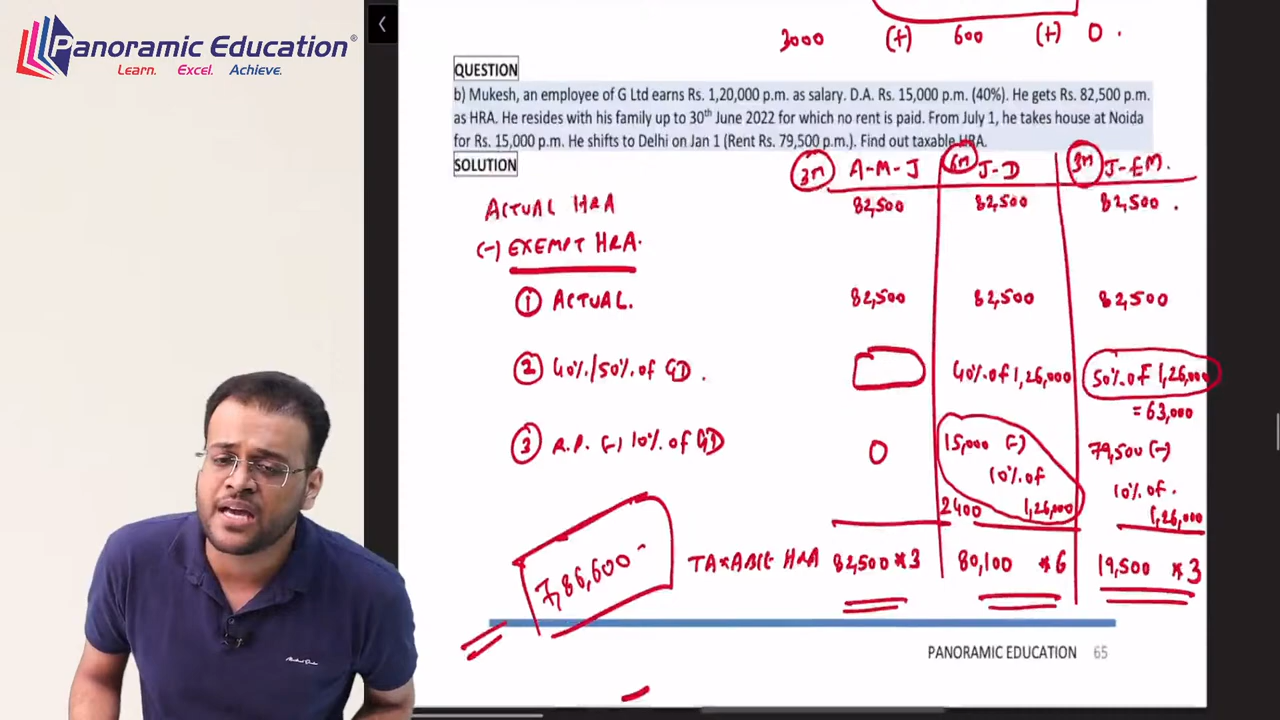 Panoramic Education®
Learn. Excel. Achieve.
3000 (+) 600 (+) 0.
QUESTION
b) Mukesh, an employee of G Ltd earns Rs. 1,20,000 p.m. as salary. D.A. Rs. 15,000 p.m. (40%). He gets Rs. 82,500 p.m.
as HRA. He resides with his family up to 30th June 2022 for which no rent is paid. From July 1, he takes house at Noida
for Rs. 15,000 p.m. He shifts to Delhi on Jan 1 (Rent Rs. 79,500 p.m.). Find out taxable HRA.
SOLUTION
3m A-M-J 6m J-D 3m J-F-M.
ACTUAL HRA 82,500 82,500 82,500.
(-) EXEMPT HRA.
① ACTUAL. 82,500 82,500 82,500
② 40%/50% of GD. 40% of 1,26,000 50% of 1,26,000
= 63,000
③ R.P. (-) 10% of GD 0 15,000 (-) 79,500 (-)
10% of 10% of.
2400 1,26,000 1,26,000
TAXABLE HRA 82,500 * 3 80,100 * 6 19,500 * 3
7,86,600
PANORAMIC EDUCATION 65